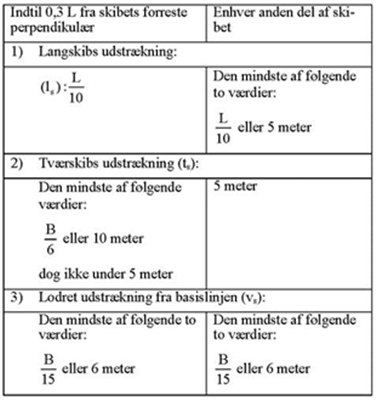 Indtil 0,3 L fra skibets forreste perpendikulær
Enhver anden del af ski-
bet
1) Langskibs udstrækning:
(lₛ): L/10
Den mindste af følgende
to værdier:
L/10 eller 5 meter
2) Tværskibs udstrækning (tₛ):
Den mindste af følgende
værdier:
B/6 eller 10 meter
dog ikke under 5 meter
5 meter
3) Lodret udstrækning fra basislinjen (vₛ):
Den mindste af følgende to
værdier:
B/15 eller 6 meter
Den mindste af følgende
to værdier:
B/15 eller 6 meter